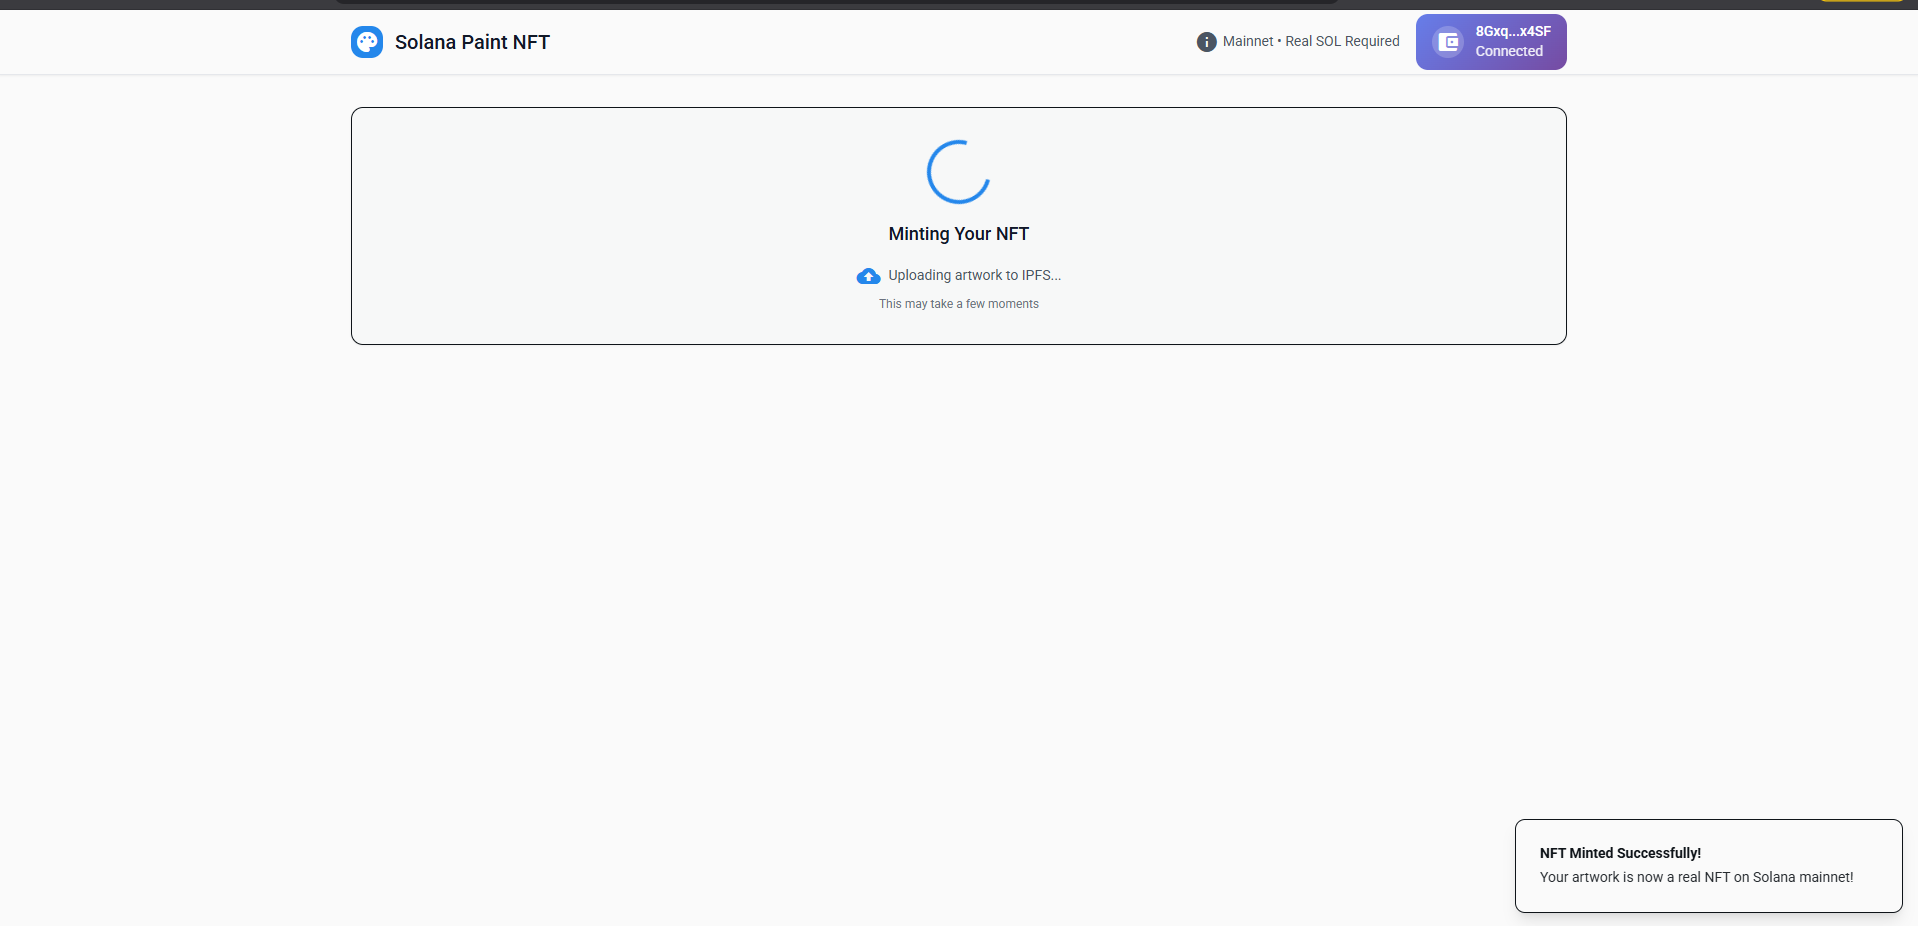 Solana Paint NFT
Mainnet • Real SOL Required
8Gxq...x4SF
Connected
Minting Your NFT
Uploading artwork to IPFS...
This may take a few moments
NFT Minted Successfully!
Your artwork is now a real NFT on Solana mainnet!